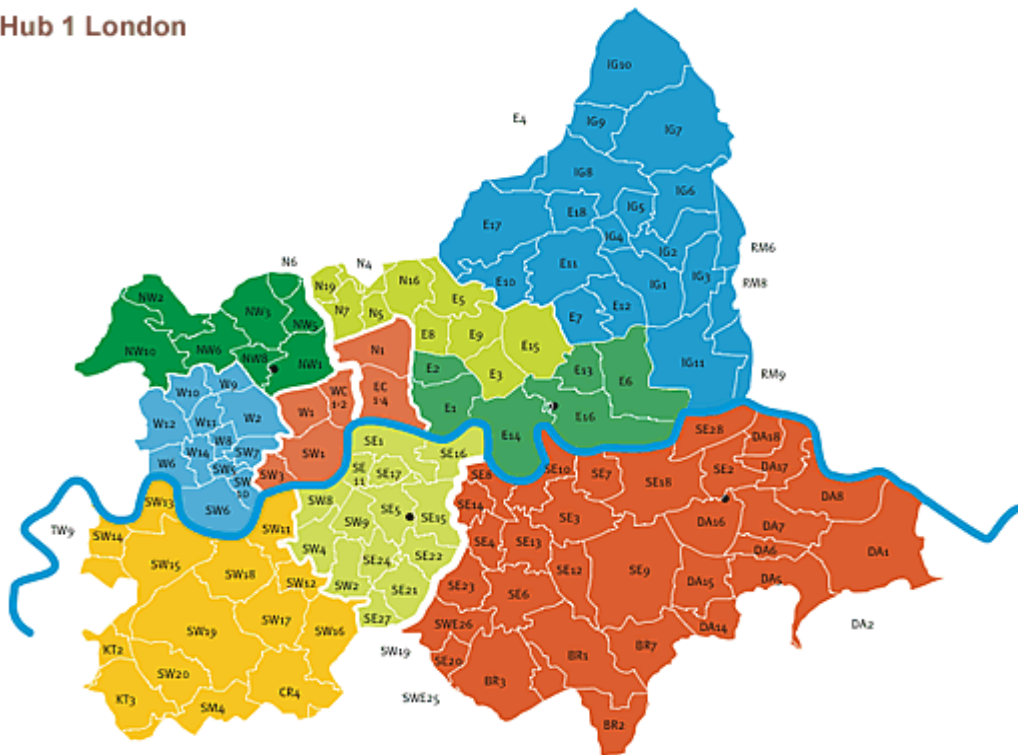 Hub 1 London
IG10
E4
IG9
IG7
IG8
IG6
E18
IG5
E17
IG4
IG2
RM6
N6
N4
E11
IG3
N19
N16
E10
IG1
RM8
NW2
E5
E12
NW3
N7
N5
E7
NW5
E8
E9
E15
NW10
NW6
NW8
NW1
N1
E2
E3
E13
E6
IG11
RM9
W9
W10
WC
1-2
EC
1-4
W12
W11
W2
W1
E1
E16
W8
SE1
E14
SE28
DA18
W6
W14
SW7
SW1
SE16
SW5
SW3
SE
11
SE17
SE8
SE10
SE7
SE2
DA17
SW
10
SE18
SW13
SW6
SW11
SW8
SE14
DA8
SW9
SE5
SE15
SE3
DA16
DA7
TW9
SW14
SE4
SE13
SW4
SE22
DA6
DA1
SW15
SW18
SE24
SE12
SE9
SW12
SW2
SE21
SE23
DA15
DA5
SE6
SW17
SE27
SW19
SW16
SWE26
DA14
DA2
KT2
SW19
BR7
SE20
BR1
SW20
BR3
KT3
CR4
SWE25
SM4
BR2